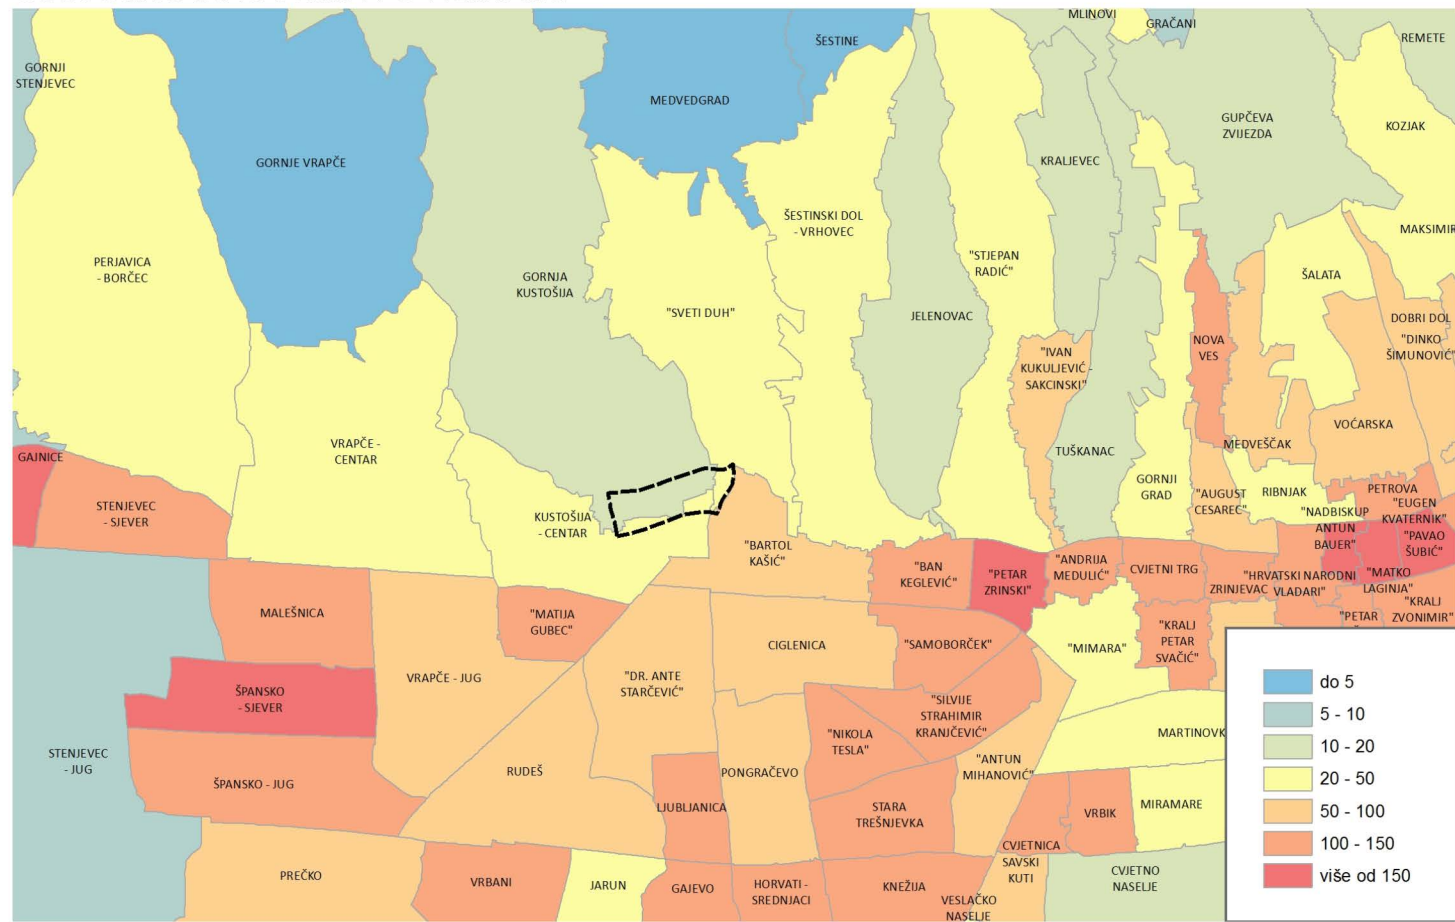 MLINOVI
GRAČANI
ŠESTINE
REMETE
GORNJI
STENJEVEC
MEDVEDGRAD
GUPČEVA
ZVIJEZDA
KOZJAK
GORNJE VRAPČE
KRALJEVEC
ŠESTINSKI DOL
- VRHOVEC
MAKSIMIR
PERJAVICA
- BORČEC
"STJEPAN
RADIĆ"
GORNJA
KUSTOŠIJA
ŠALATA
"SVETI DUH"
JELENOVAC
DOBRI DOL
"DINKO
ŠIMUNOVIĆ"
NOVA
VES
"IVAN
KUKULJEVIĆ -
SAKCINSKI"
VOĆARSKA
VRAPČE -
CENTAR
MEDVEŠČAK
TUŠKANAC
GAJNICE
GORNJI
GRAD
STENJEVEC
- SJEVER
"AUGUST
CESAREC"
RIBNJAK
PETROVA
"EUGEN
KVATERNIK"
KUSTOŠIJA
- CENTAR
"NADBISKUP
ANTUN
BAUER"
"PAVAO
ŠUBIĆ"
"BARTOL
KAŠIĆ"
"BAN
KEGLEVIĆ"
"PETAR
ZRINSKI"
"ANDRIJA
MEDULIĆ"
CVJETNI TRG
ZRINJEVAC
"HRVATSKI NARODNI
VLADARI"
"MATKO
LAGINJA"
"KRALJ
ZVONIMIR"
"PETAR
MALEŠNICA
"MATIJA
GUBEC"
CIGLENICA
"SAMOBORČEK"
"MIMARA"
"KRALJ
PETAR
SVAČIĆ"
VRAPČE - JUG
"DR. ANTE
STARČEVIĆ"
ŠPANSKO
- SJEVER
"SILVIJE
STRAHIMIR
KRANJČEVIĆ"
"NIKOLA
TESLA"
MARTINOVK
STENJEVEC
- JUG
"ANTUN
MIHANOVIĆ"
RUDEŠ
PONGRAČEVO
ŠPANSKO - JUG
LJUBLJANICA
STARA
TREŠNJEVKA
VRBIK
MIRAMARE
CVJETNICA
SAVSKI
KUTI
CVJETNO
NASELJE
PREČKO
VRBANI
JARUN
GAJEVO
HORVATI -
SREDNJACI
KNEŽIJA
VESLAČKO
NASELJE
do 5
5 - 10
10 - 20
20 - 50
50 - 100
100 - 150
više od 150